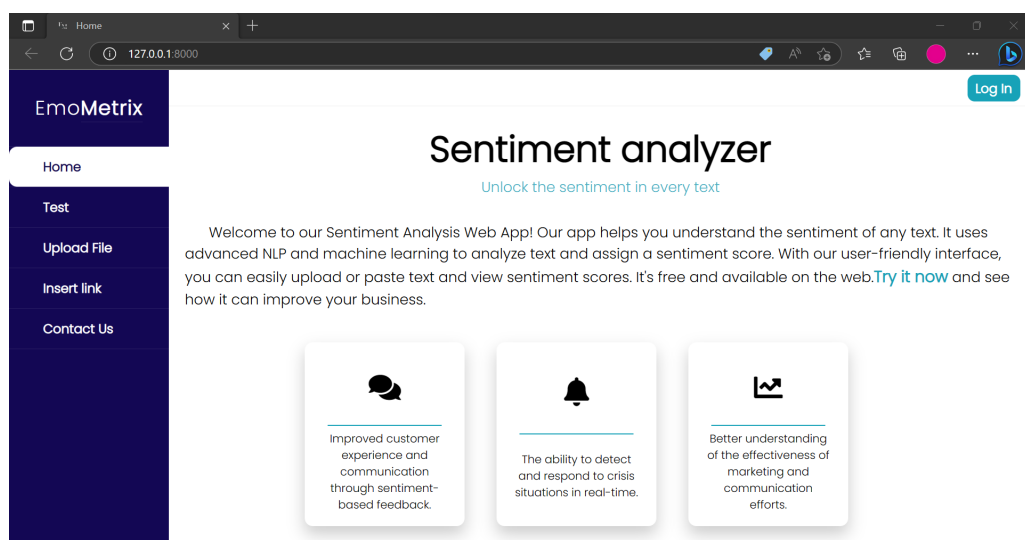 Home
127.0.0.1:8000
Log In
EmoMetrix
Home
Test
Upload File
Insert link
Contact Us
Sentiment analyzer
Unlock the sentiment in every text
Welcome to our Sentiment Analysis Web App! Our app helps you understand the sentiment of any text. It uses
advanced NLP and machine learning to analyze text and assign a sentiment score. With our user-friendly interface,
you can easily upload or paste text and view sentiment scores. It's free and available on the web.Try it now and see
how it can improve your business.
Improved customer
experience and
communication
through sentiment-
based feedback.
The ability to detect
and respond to crisis
situations in real-time.
Better understanding
of the effectiveness of
marketing and
communication
efforts.